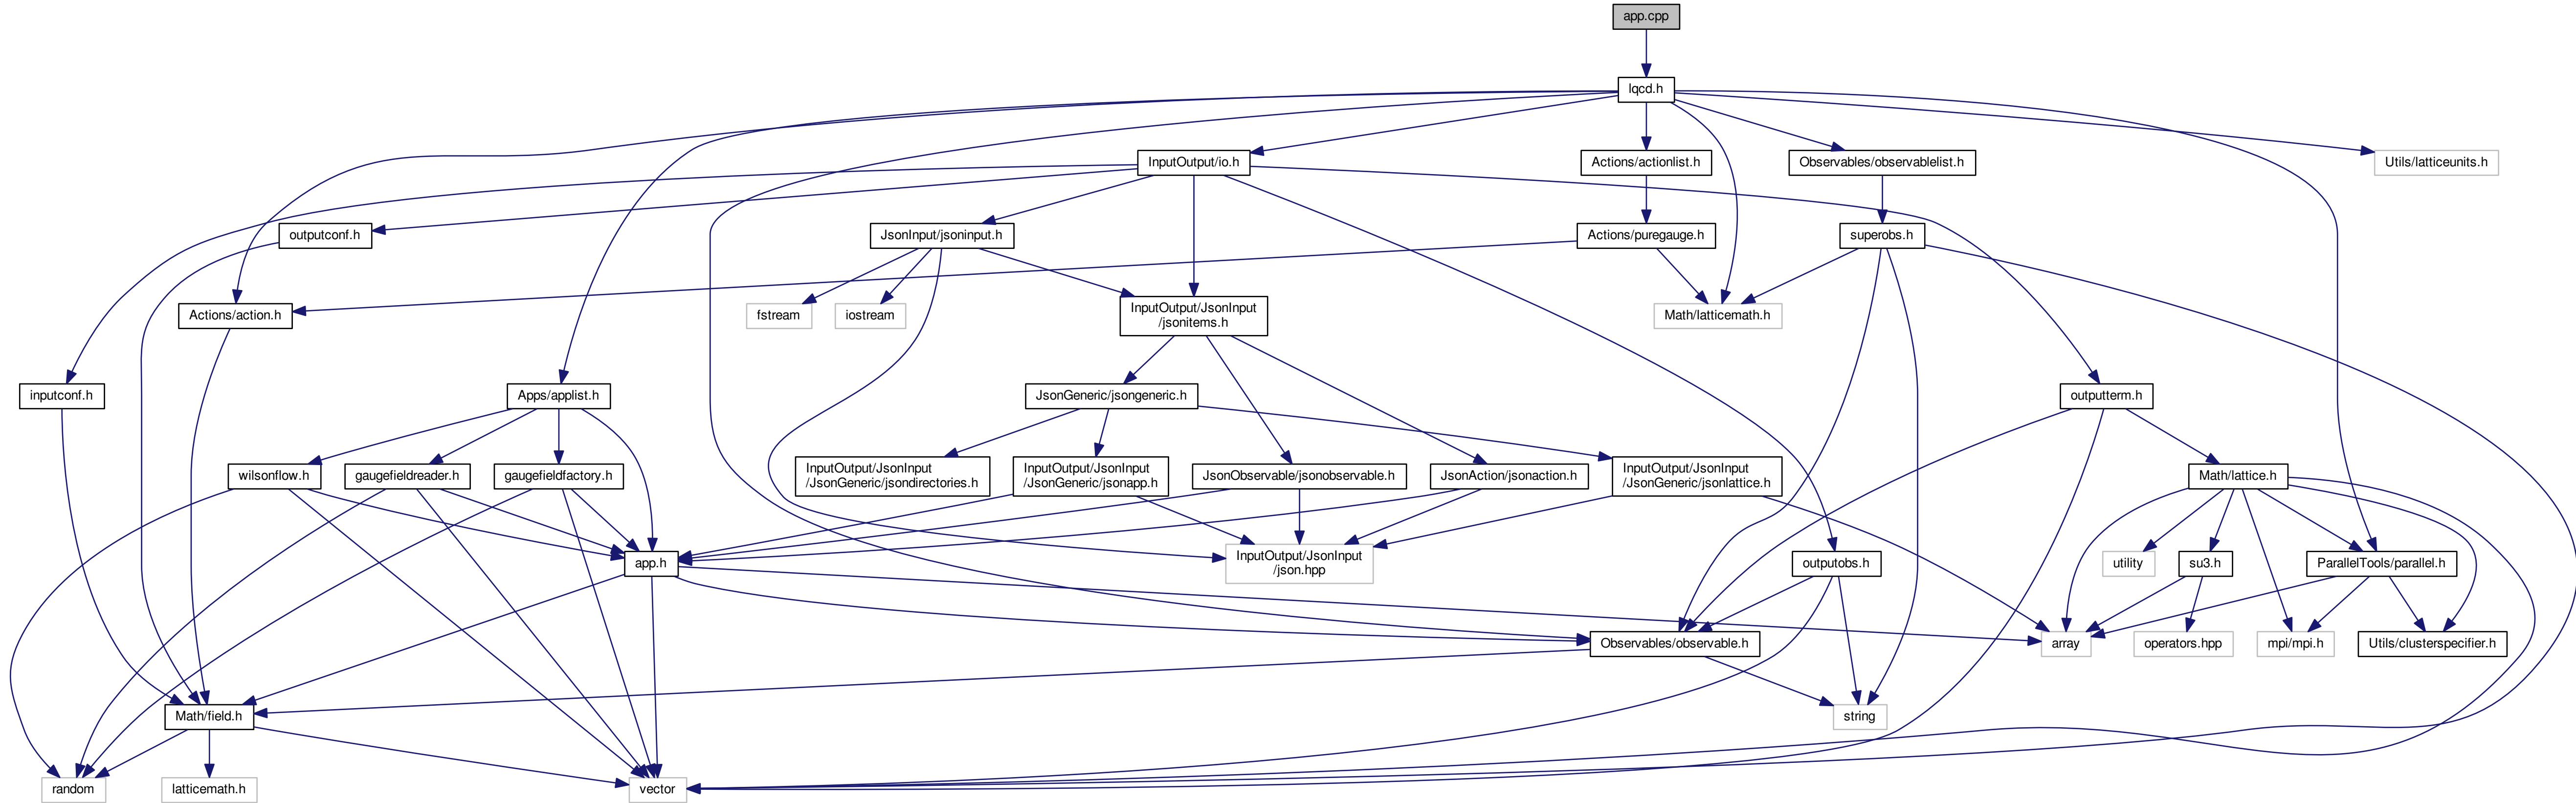 app.cpp
lqcd.h
InputOutput/io.h
Actions/actionlist.h
Observables/observablelist.h
Utils/latticeunits.h
outputconf.h
JsonInput/jsoninput.h
Actions/puregauge.h
superobs.h
Actions/action.h
fstream
iostream
InputOutput/JsonInput
/jsonitems.h
Math/latticemath.h
inputconf.h
Apps/applist.h
JsonGeneric/jsongeneric.h
outputterm.h
wilsonflow.h
gaugefieldreader.h
gaugefieldfactory.h
InputOutput/JsonInput
/JsonGeneric/jsondirectories.h
InputOutput/JsonInput
/JsonGeneric/jsonapp.h
JsonObservable/jsonobservable.h
JsonAction/jsonaction.h
InputOutput/JsonInput
/JsonGeneric/jsonlattice.h
Math/lattice.h
app.h
InputOutput/JsonInput
/json.hpp
outputobs.h
utility
su3.h
ParallelTools/parallel.h
Observables/observable.h
array
operators.hpp
mpi/mpi.h
Utils/clusterspecifier.h
Math/field.h
string
random
latticemath.h
vector